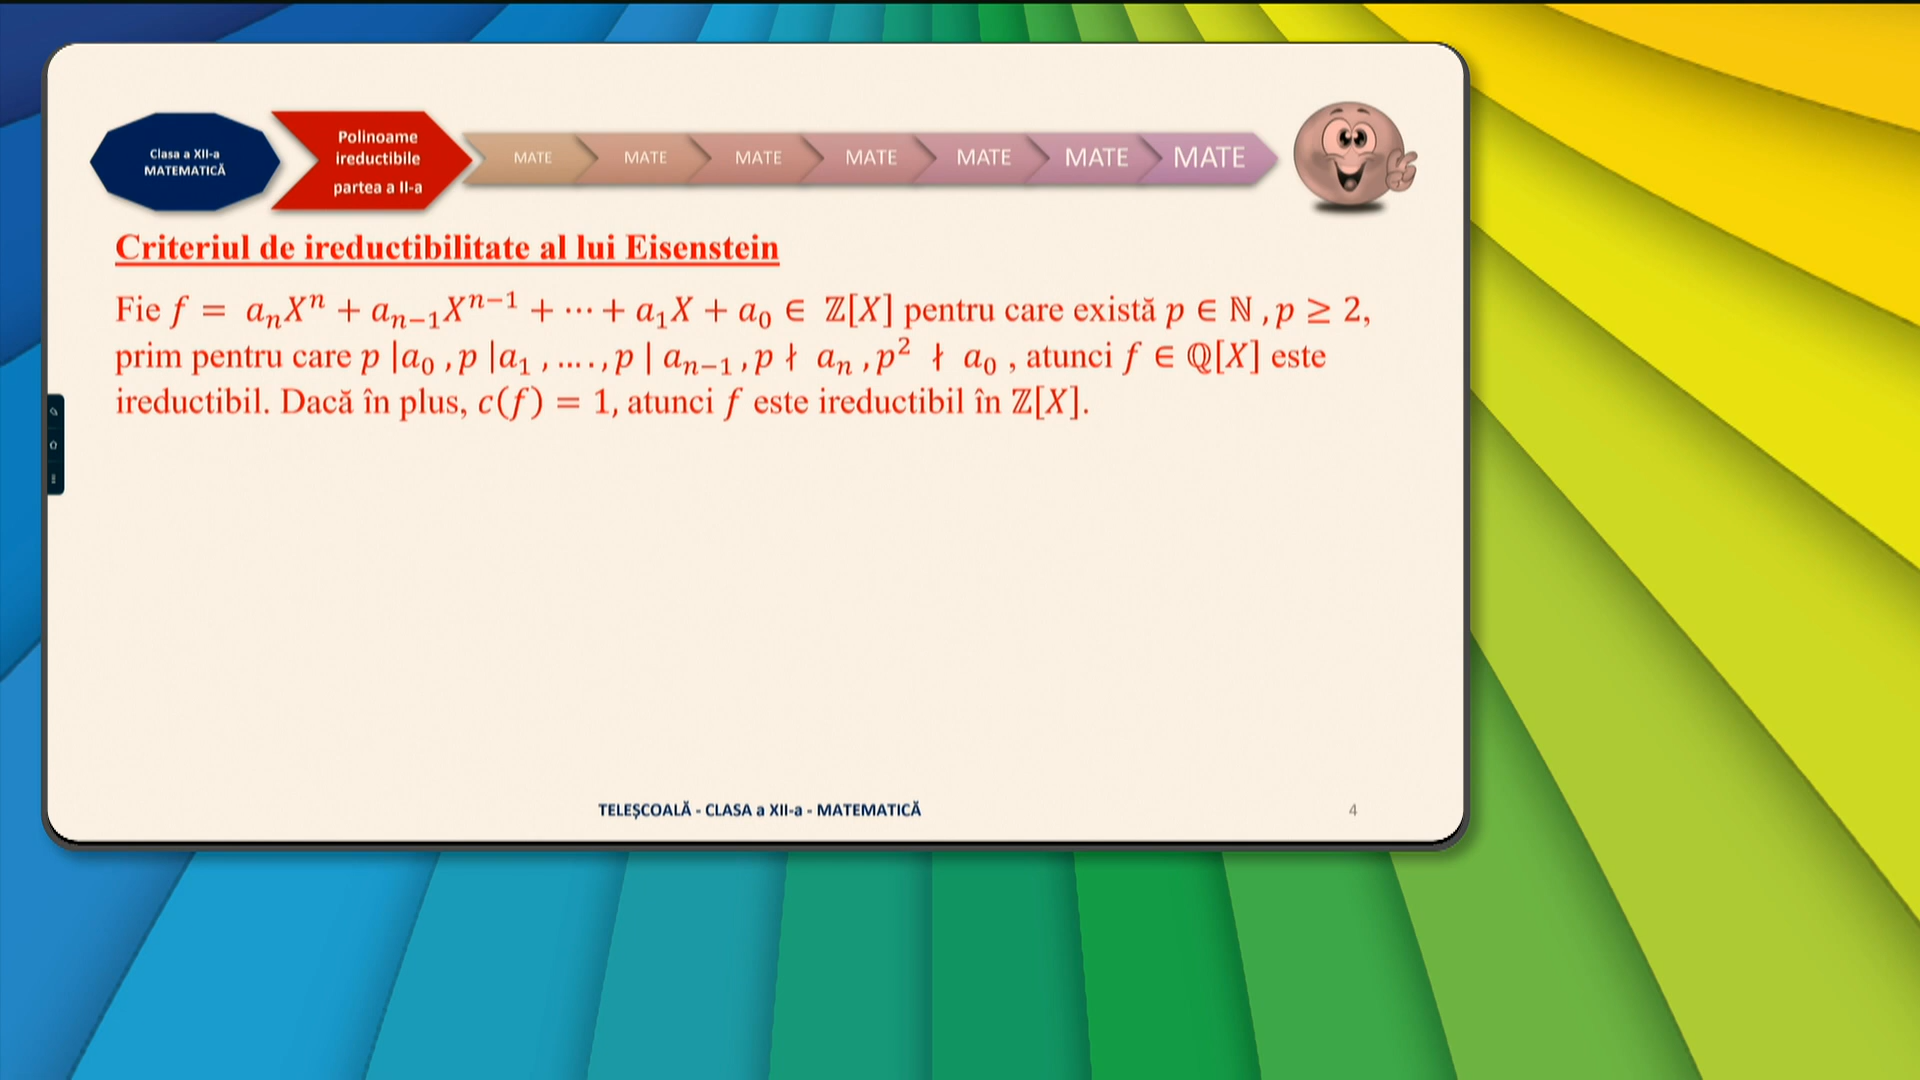 Clasa a XII-a
MATEMATICĂ
Polinoame
ireductibile
partea a II-a
MATE
MATE
MATE
MATE
MATE
MATE
MATE
Criteriul de ireductibilitate al lui Eisenstein
Fie f = aₙXⁿ + aₙ₋₁Xⁿ⁻¹ + ⋯ + a₁X + a₀ ∈ ℤ[X] pentru care există p ∈ ℕ , p ≥ 2,
prim pentru care p |a₀ , p |a₁ , …. , p | aₙ₋₁ , p ∤ aₙ , p² ∤ a₀ , atunci f ∈ ℚ[X] este
ireductibil. Dacă în plus, c(f) = 1, atunci f este ireductibil în ℤ[X].
TELEȘCOALĂ - CLASA a XII-a - MATEMATICĂ
4